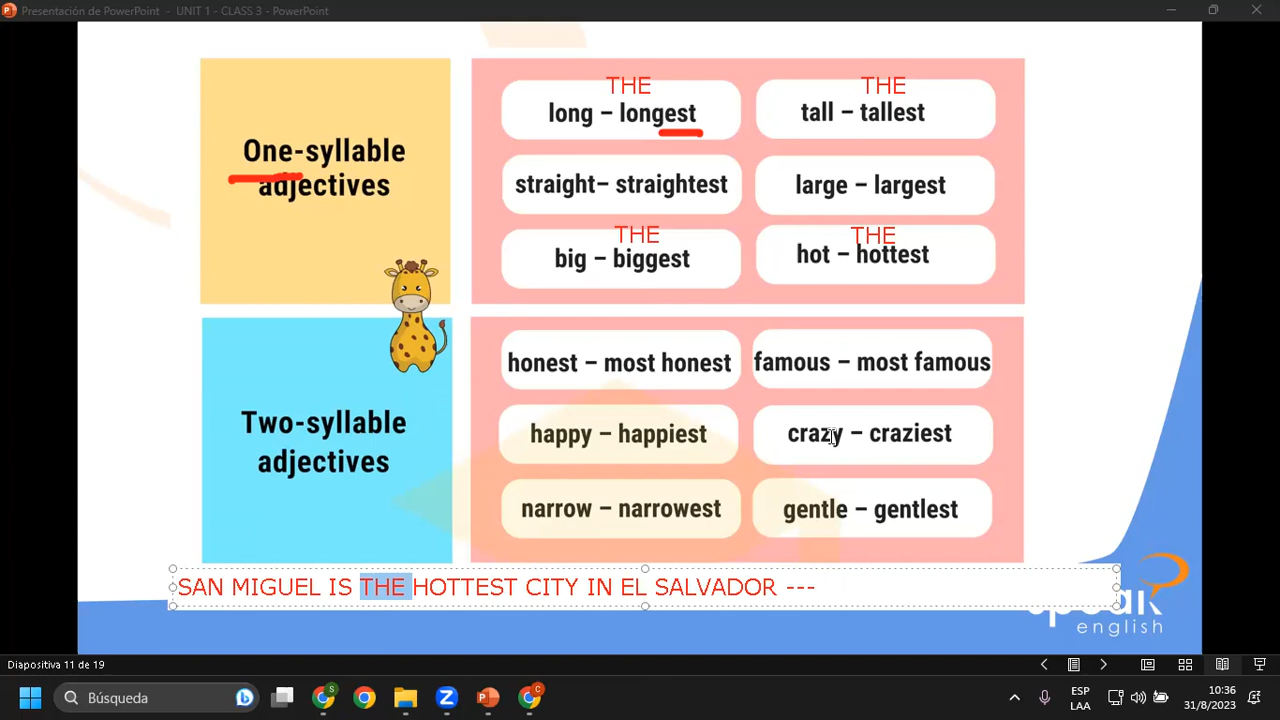 Presentación de PowerPoint - UNIT 1 - CLASS 3 - PowerPoint
One-syllable
adjectives
THE
long – longest
THE
tall – tallest
straight– straightest
large – largest
THE
big – biggest
THE
hot – hottest
Two-syllable
adjectives
honest – most honest
famous – most famous
happy – happiest
crazy – craziest
narrow – narrowest
gentle – gentlest
SAN MIGUEL IS THE HOTTEST CITY IN EL SALVADOR ---
speak
english
Diapositiva 11 de 19
Búsqueda
ESP
LAA
10:36
31/8/2023